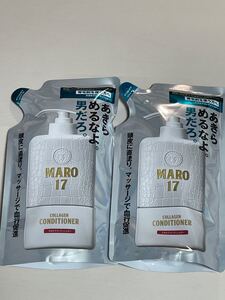 あきら
めるなよ。
男だろ。
頭皮に直塗り、マッサージで血行促進
MARO
17
COLLAGEN
CONDITIONER
あきら
めるなよ。
男だろ。
頭皮に直塗り、マッサージで血行促進
MARO
17
COLLAGEN
CONDITIONER